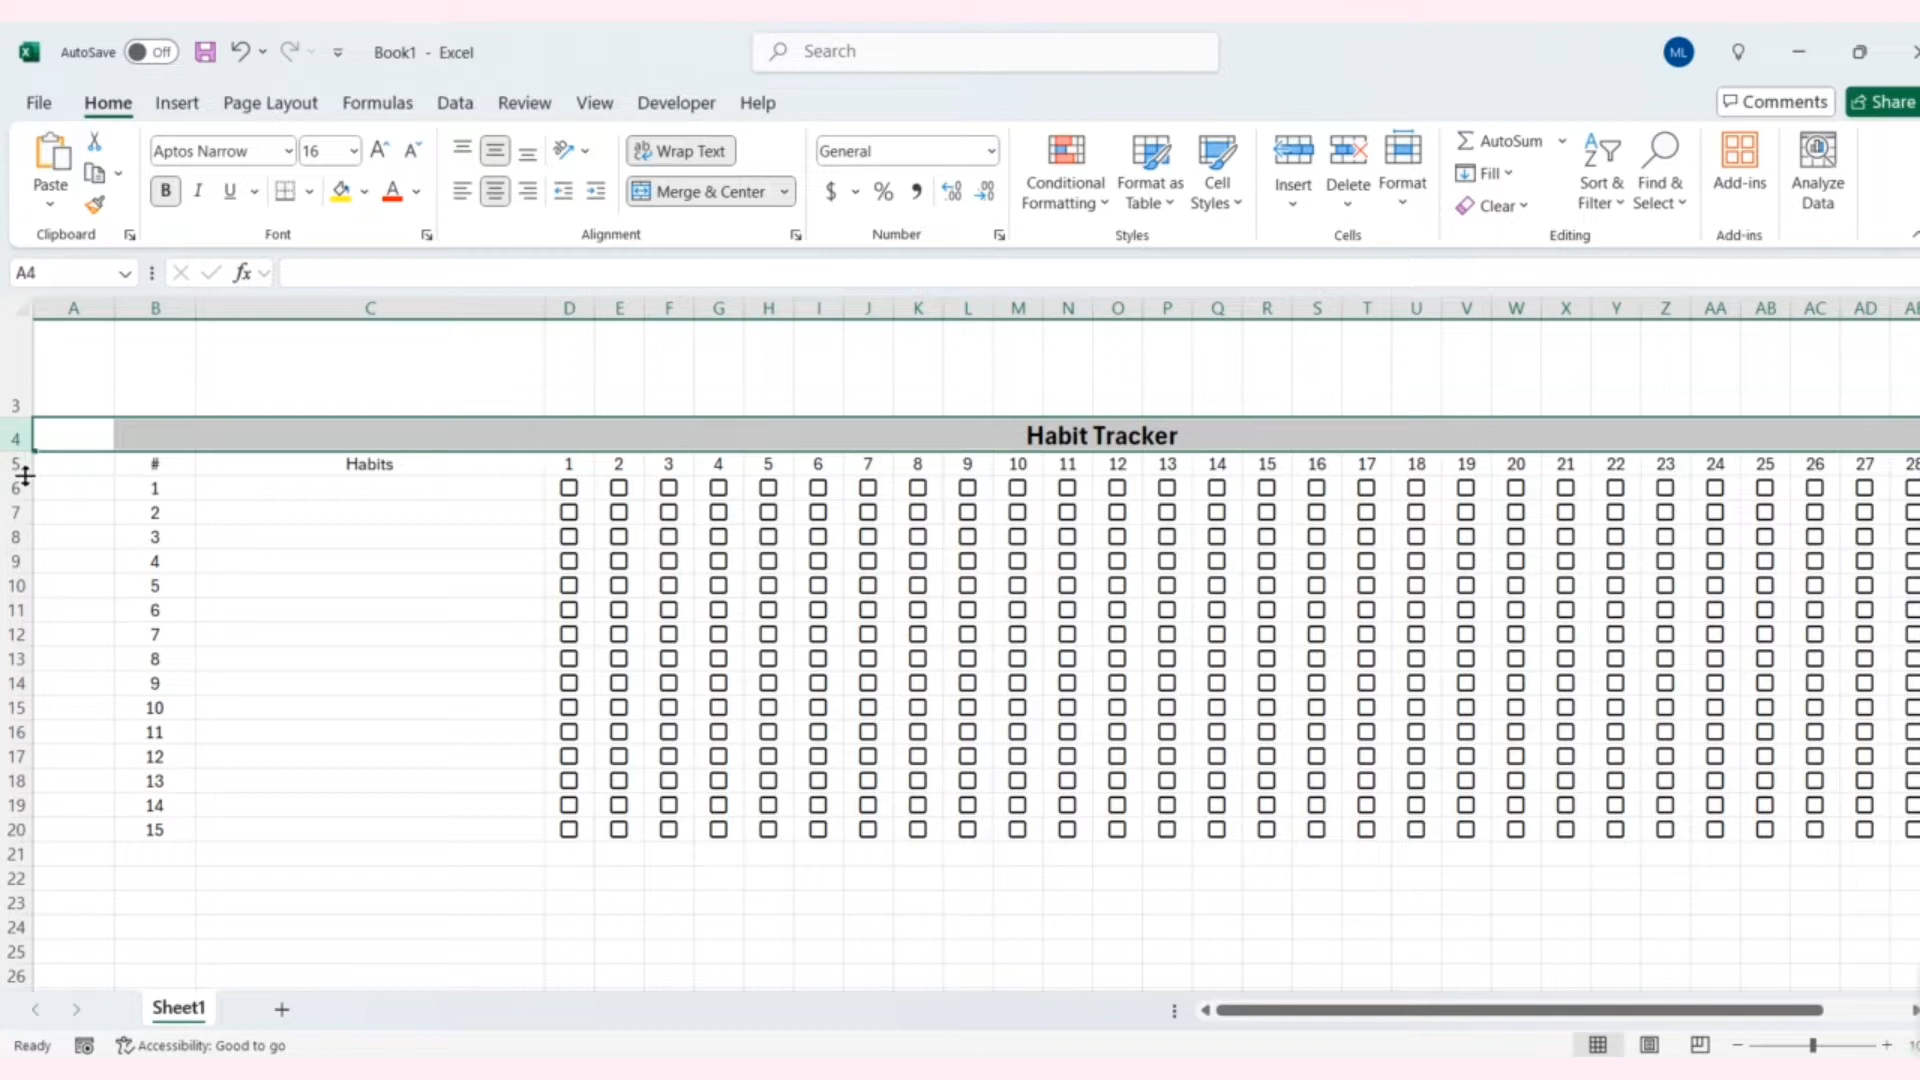 AutoSave Off Book1 - Excel Search ML
File Home Insert Page Layout Formulas Data Review View Developer Help Comments Share
Paste Aptos Narrow 16 Wrap Text General Conditional Formatting Format as Table Cell Styles Insert Delete Format AutoSum Sort & Filter Find & Select Add-ins Analyze Data
B I U A Merge & Center $ % Fill Clear
Clipboard Font Alignment Number Styles Cells Editing Add-ins
A4 fx
A B C D E F G H I J K L M N O P Q R S T U V W X Y Z AA AB AC AD
3
4 Habit Tracker
5 # Habits 1 2 3 4 5 6 7 8 9 10 11 12 13 14 15 16 17 18 19 20 21 22 23 24 25 26 27 28
6 1
7 2
8 3
9 4
10 5
11 6
12 7
13 8
14 9
15 10
16 11
17 12
18 13
19 14
20 15
21
22
23
24
25
26
Sheet1
Ready Accessibility: Good to go